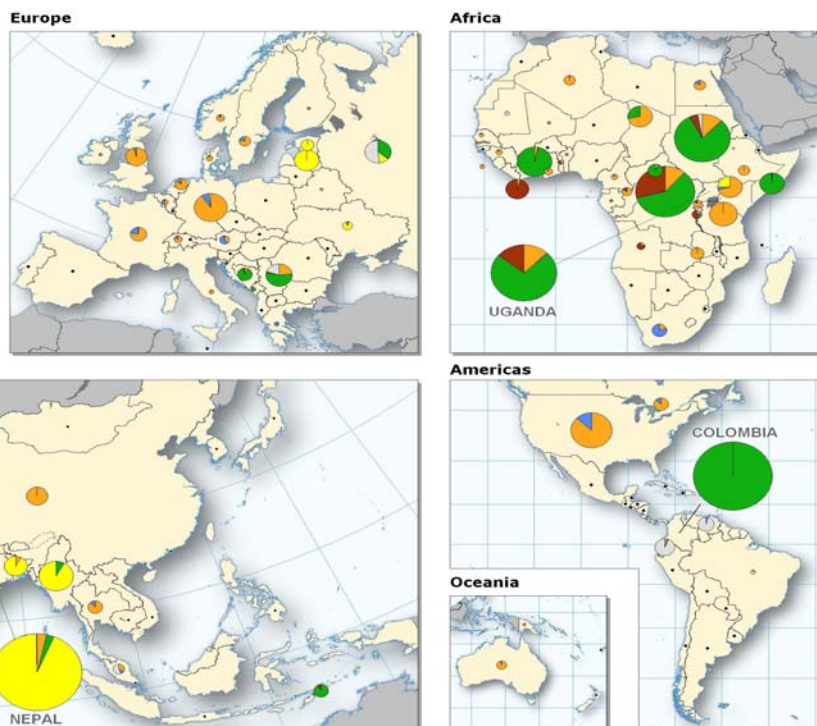 Europe
Africa
UGANDA
Americas
COLOMBIA
Oceania
NEPAL